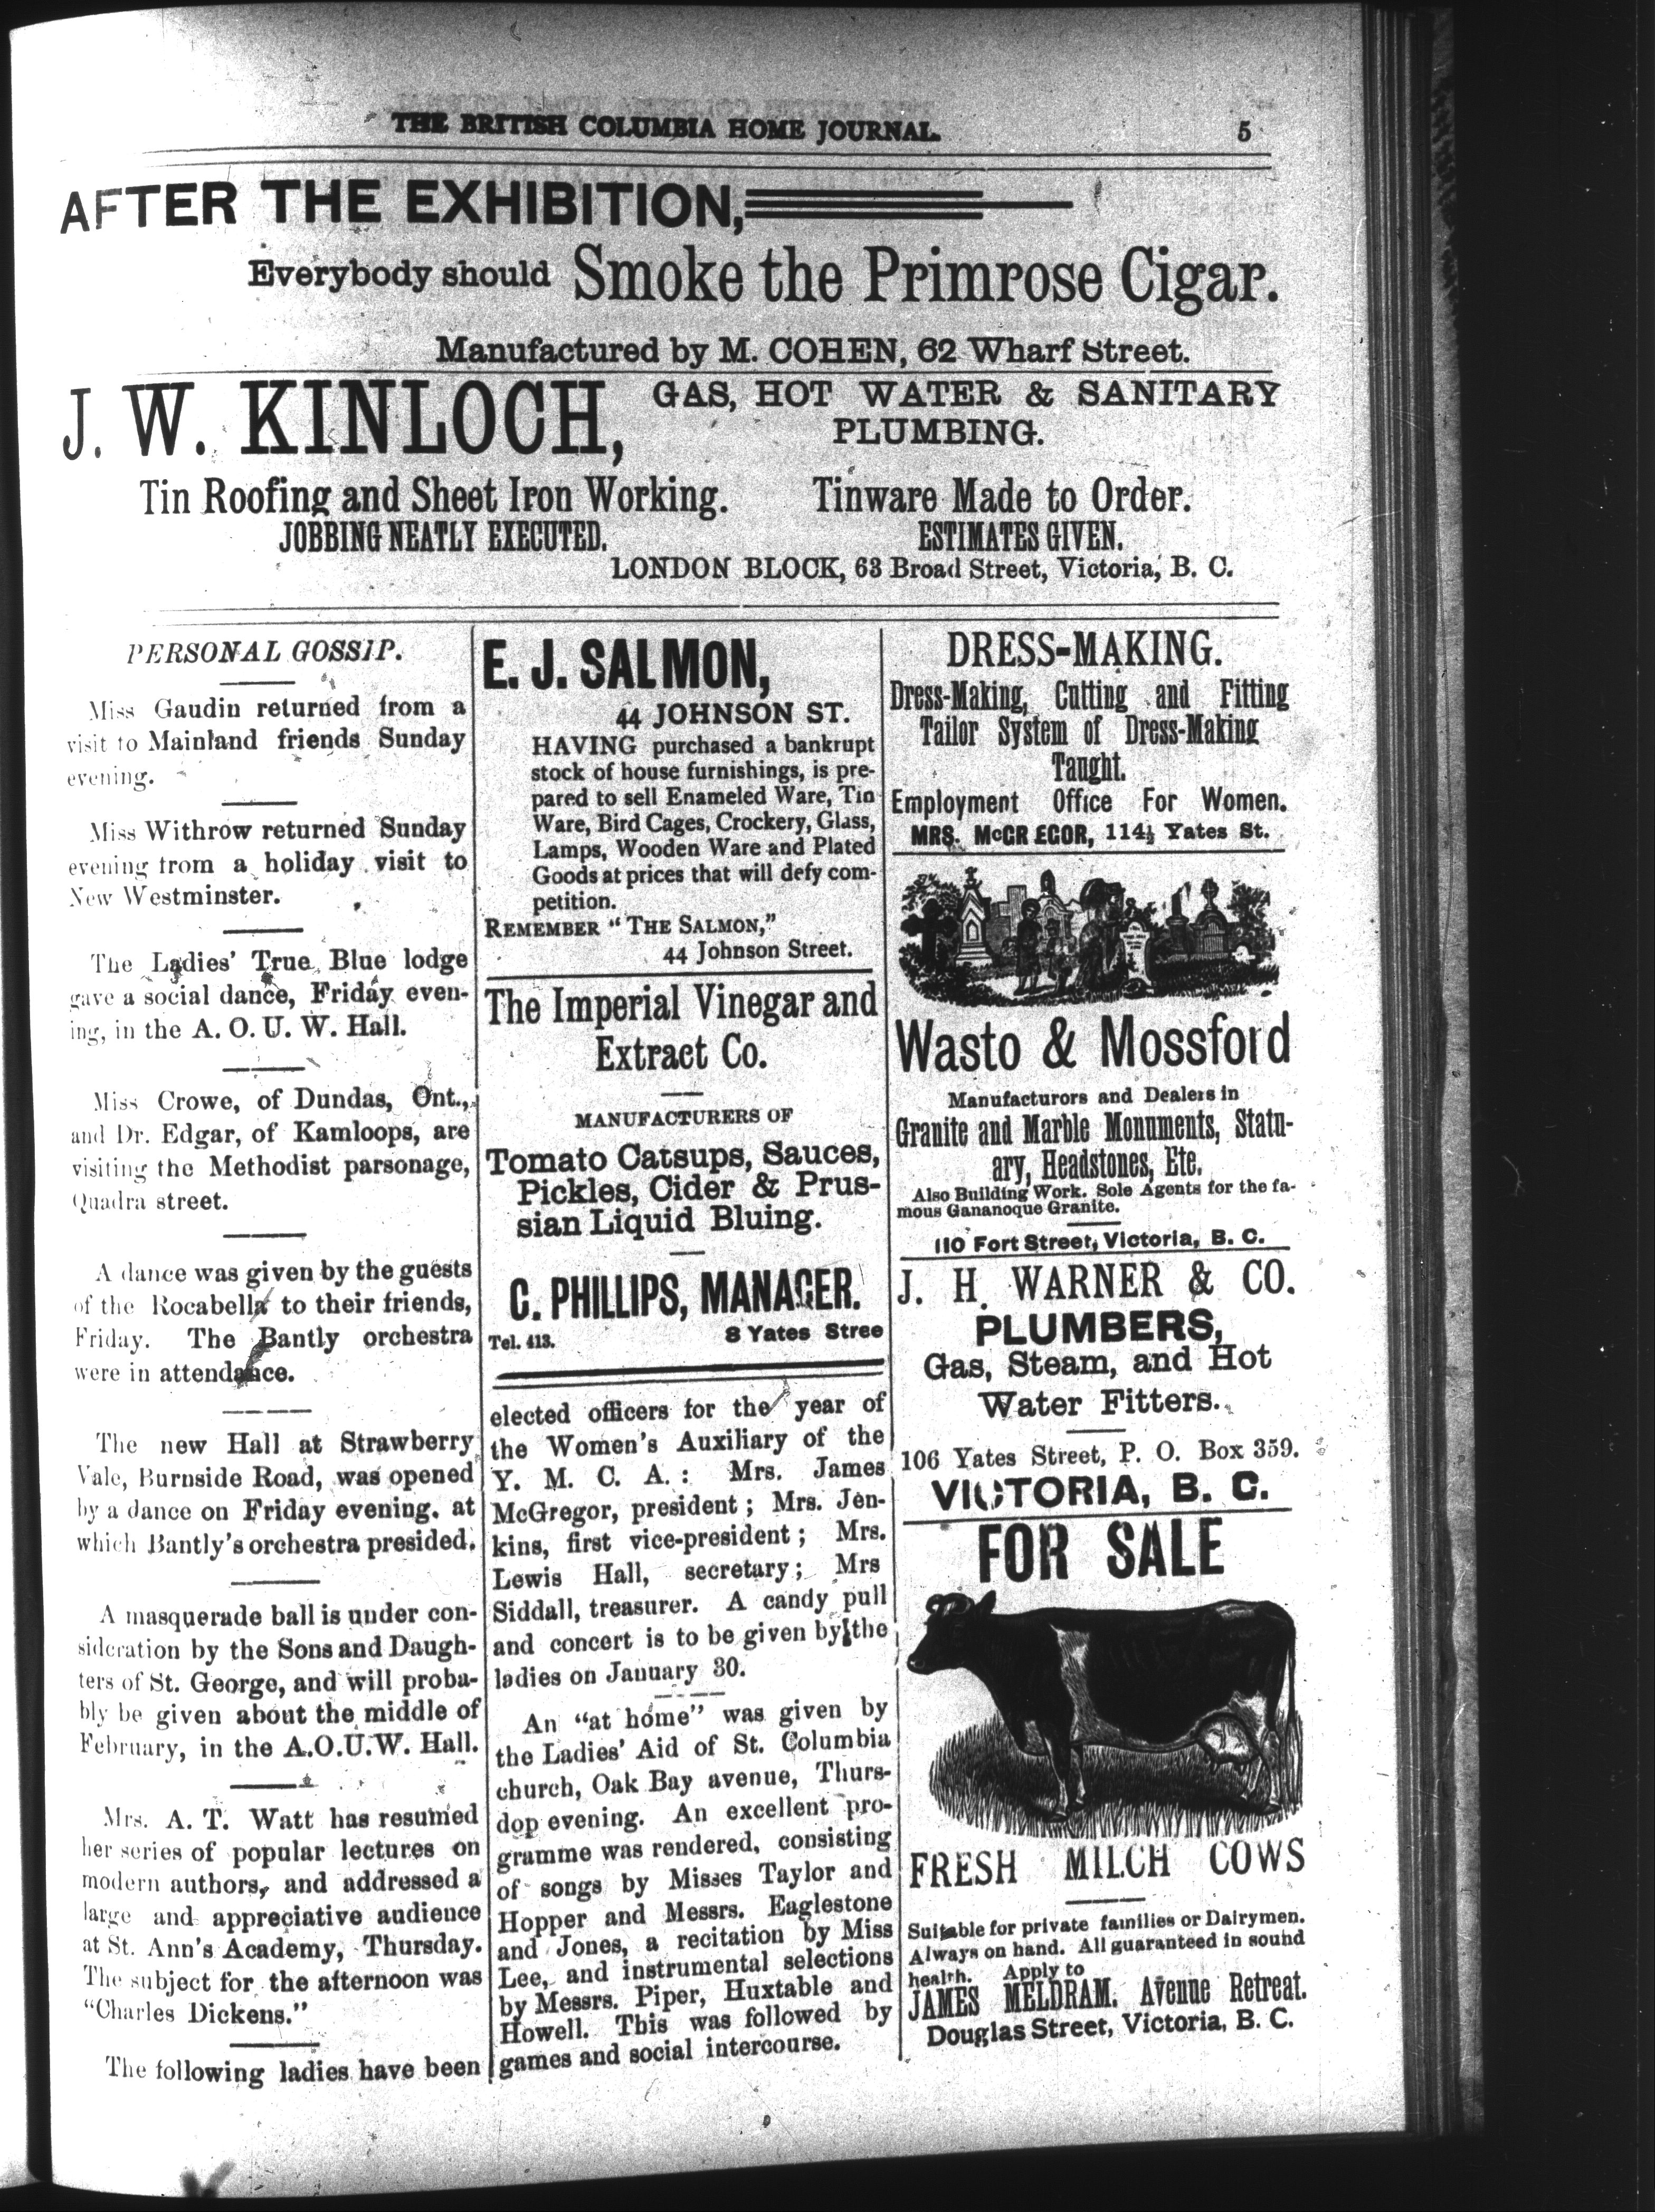 THE BRITISH COLUMBIA HOME JOURNAL.
5
AFTER THE EXHIBITION,
Everybody should Smoke the Primrose Cigar.
Manufactured by M. COHEN, 62 Wharf Street.
J. W. KINLOCH,
GAS, HOT WATER & SANITARY
PLUMBING.
Tin Roofing and Sheet Iron Working.
Tinware Made to Order.
JOBBING NEATLY EXECUTED.
ESTIMATES GIVEN.
LONDON BLOCK, 63 Broad Street, Victoria, B. C.
PERSONAL GOSSIP.
Miss Gaudin returned from a
visit to Mainland friends Sunday
evening.
Miss Withrow returned Sunday
evening from a holiday visit to
New Westminster.
The Ladies' True Blue lodge
gave a social dance, Friday even-
ing, in the A. O. U. W. Hall.
Miss Crowe, of Dundas, Ont.,
and Dr. Edgar, of Kamloops, are
visiting the Methodist parsonage,
Quadra street.
A dance was given by the guests
of the Rocabella to their friends,
Friday. The Bantly orchestra
were in attendance.
The new Hall at Strawberry
Vale, Burnside Road, was opened
by a dance on Friday evening, at
which Bantly's orchestra presided.
A masquerade ball is under con-
sideration by the Sons and Daugh-
ters of St. George, and will proba-
bly be given about the middle of
February, in the A.O.U.W. Hall.
Mrs. A. T. Watt has resumed
her series of popular lectures on
modern authors, and addressed a
large and appreciative audience
at St. Ann's Academy, Thursday.
The subject for the afternoon was
"Charles Dickens."
The following ladies have been
E. J. SALMON,
44 JOHNSON ST.
HAVING purchased a bankrupt
stock of house furnishings, is pre-
pared to sell Enameled Ware, Tin
Ware, Bird Cages, Crockery, Glass,
Lamps, Wooden Ware and Plated
Goods at prices that will defy com-
petition.
REMEMBER "THE SALMON,"
44 Johnson Street.
The Imperial Vinegar and
Extract Co.
MANUFACTURERS OF
Tomato Catsups, Sauces,
Pickles, Cider & Prus-
sian Liquid Bluing.
C. PHILLIPS, MANAGER.
Tel. 413.
8 Yates Stree
elected officers for the year of
the Women's Auxiliary of the
Y. M. C. A.: Mrs. James
McGregor, president; Mrs. Jen-
kins, first vice-president; Mrs.
Lewis Hall, secretary; Mrs
Siddall, treasurer. A candy pull
and concert is to be given by the
ladies on January 30.
An "at home" was given by
the Ladies' Aid of St. Columbia
church, Oak Bay avenue, Thurs-
dop evening. An excellent pro-
gramme was rendered, consisting
of songs by Misses Taylor and
Hopper and Messrs. Eaglestone
and Jones, a recitation by Miss
Lee, and instrumental selections
by Messrs. Piper, Huxtable and
Howell. This was followed by
games and social intercourse.
DRESS-MAKING.
Dress-Making, Cutting and Fitting
Tailor System of Dress-Making
Taught.
Employment Office For Women.
MRS. McGREGOR, 114½ Yates St.
Wasto & Mossford
Manufacturors and Dealers in
Granite and Marble Monuments, Statu-
ary, Headstones, Etc.
Also Building Work. Sole Agents for the fa-
mous Gananoque Granite.
110 Fort Street, Victoria, B. C.
J. H. WARNER & CO.
PLUMBERS,
Gas, Steam, and Hot
Water Fitters.
106 Yates Street, P. O. Box 359.
VICTORIA, B. C.
FOR SALE
FRESH MILCH COWS
Suitable for private families or Dairymen.
Always on hand. All guaranteed in sound
health. Apply to
JAMES MELDRAM. Avenue Retreat.
Douglas Street, Victoria, B. C.